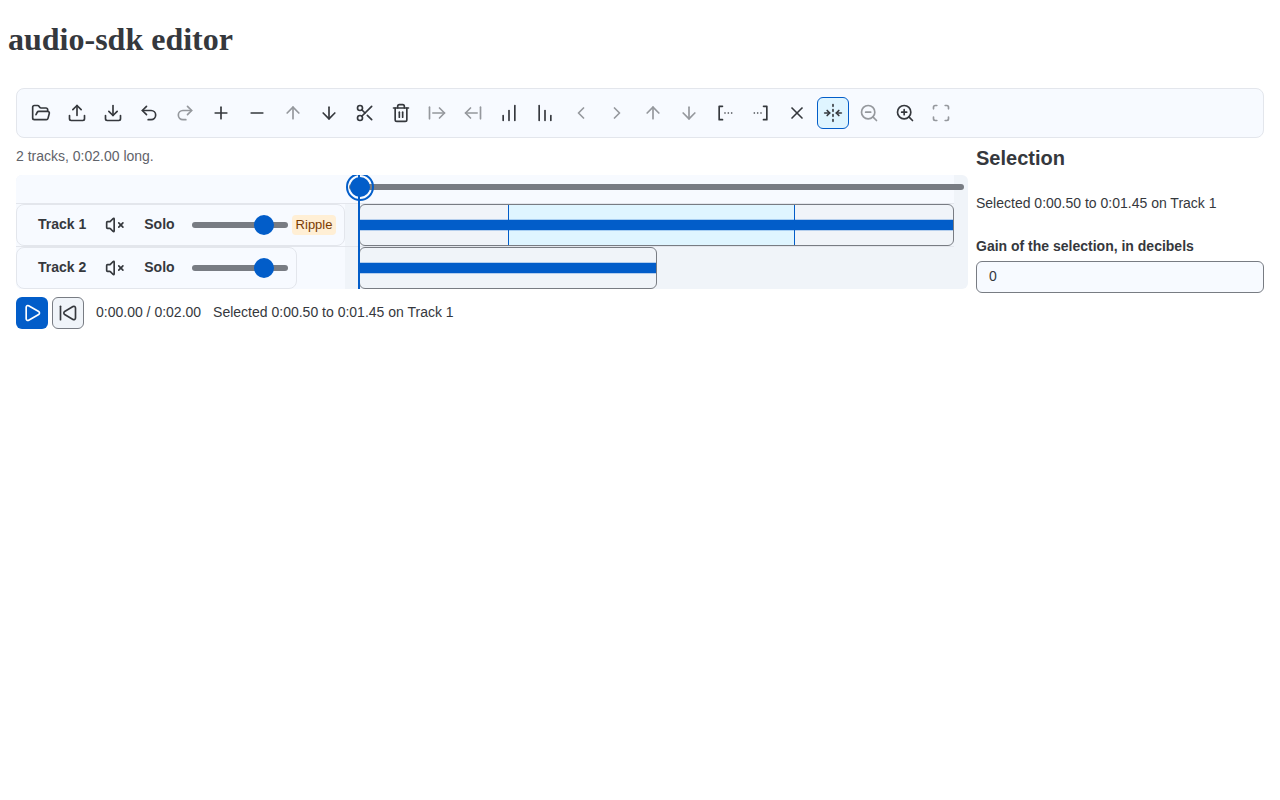 audio-sdk editor
2 tracks, 0:02.00 long.
Selection
Selected 0:00.50 to 0:01.45 on Track 1
Track 1 Solo Ripple
Gain of the selection, in decibels
Track 2 Solo
0
0:00.00 / 0:02.00 Selected 0:00.50 to 0:01.45 on Track 1